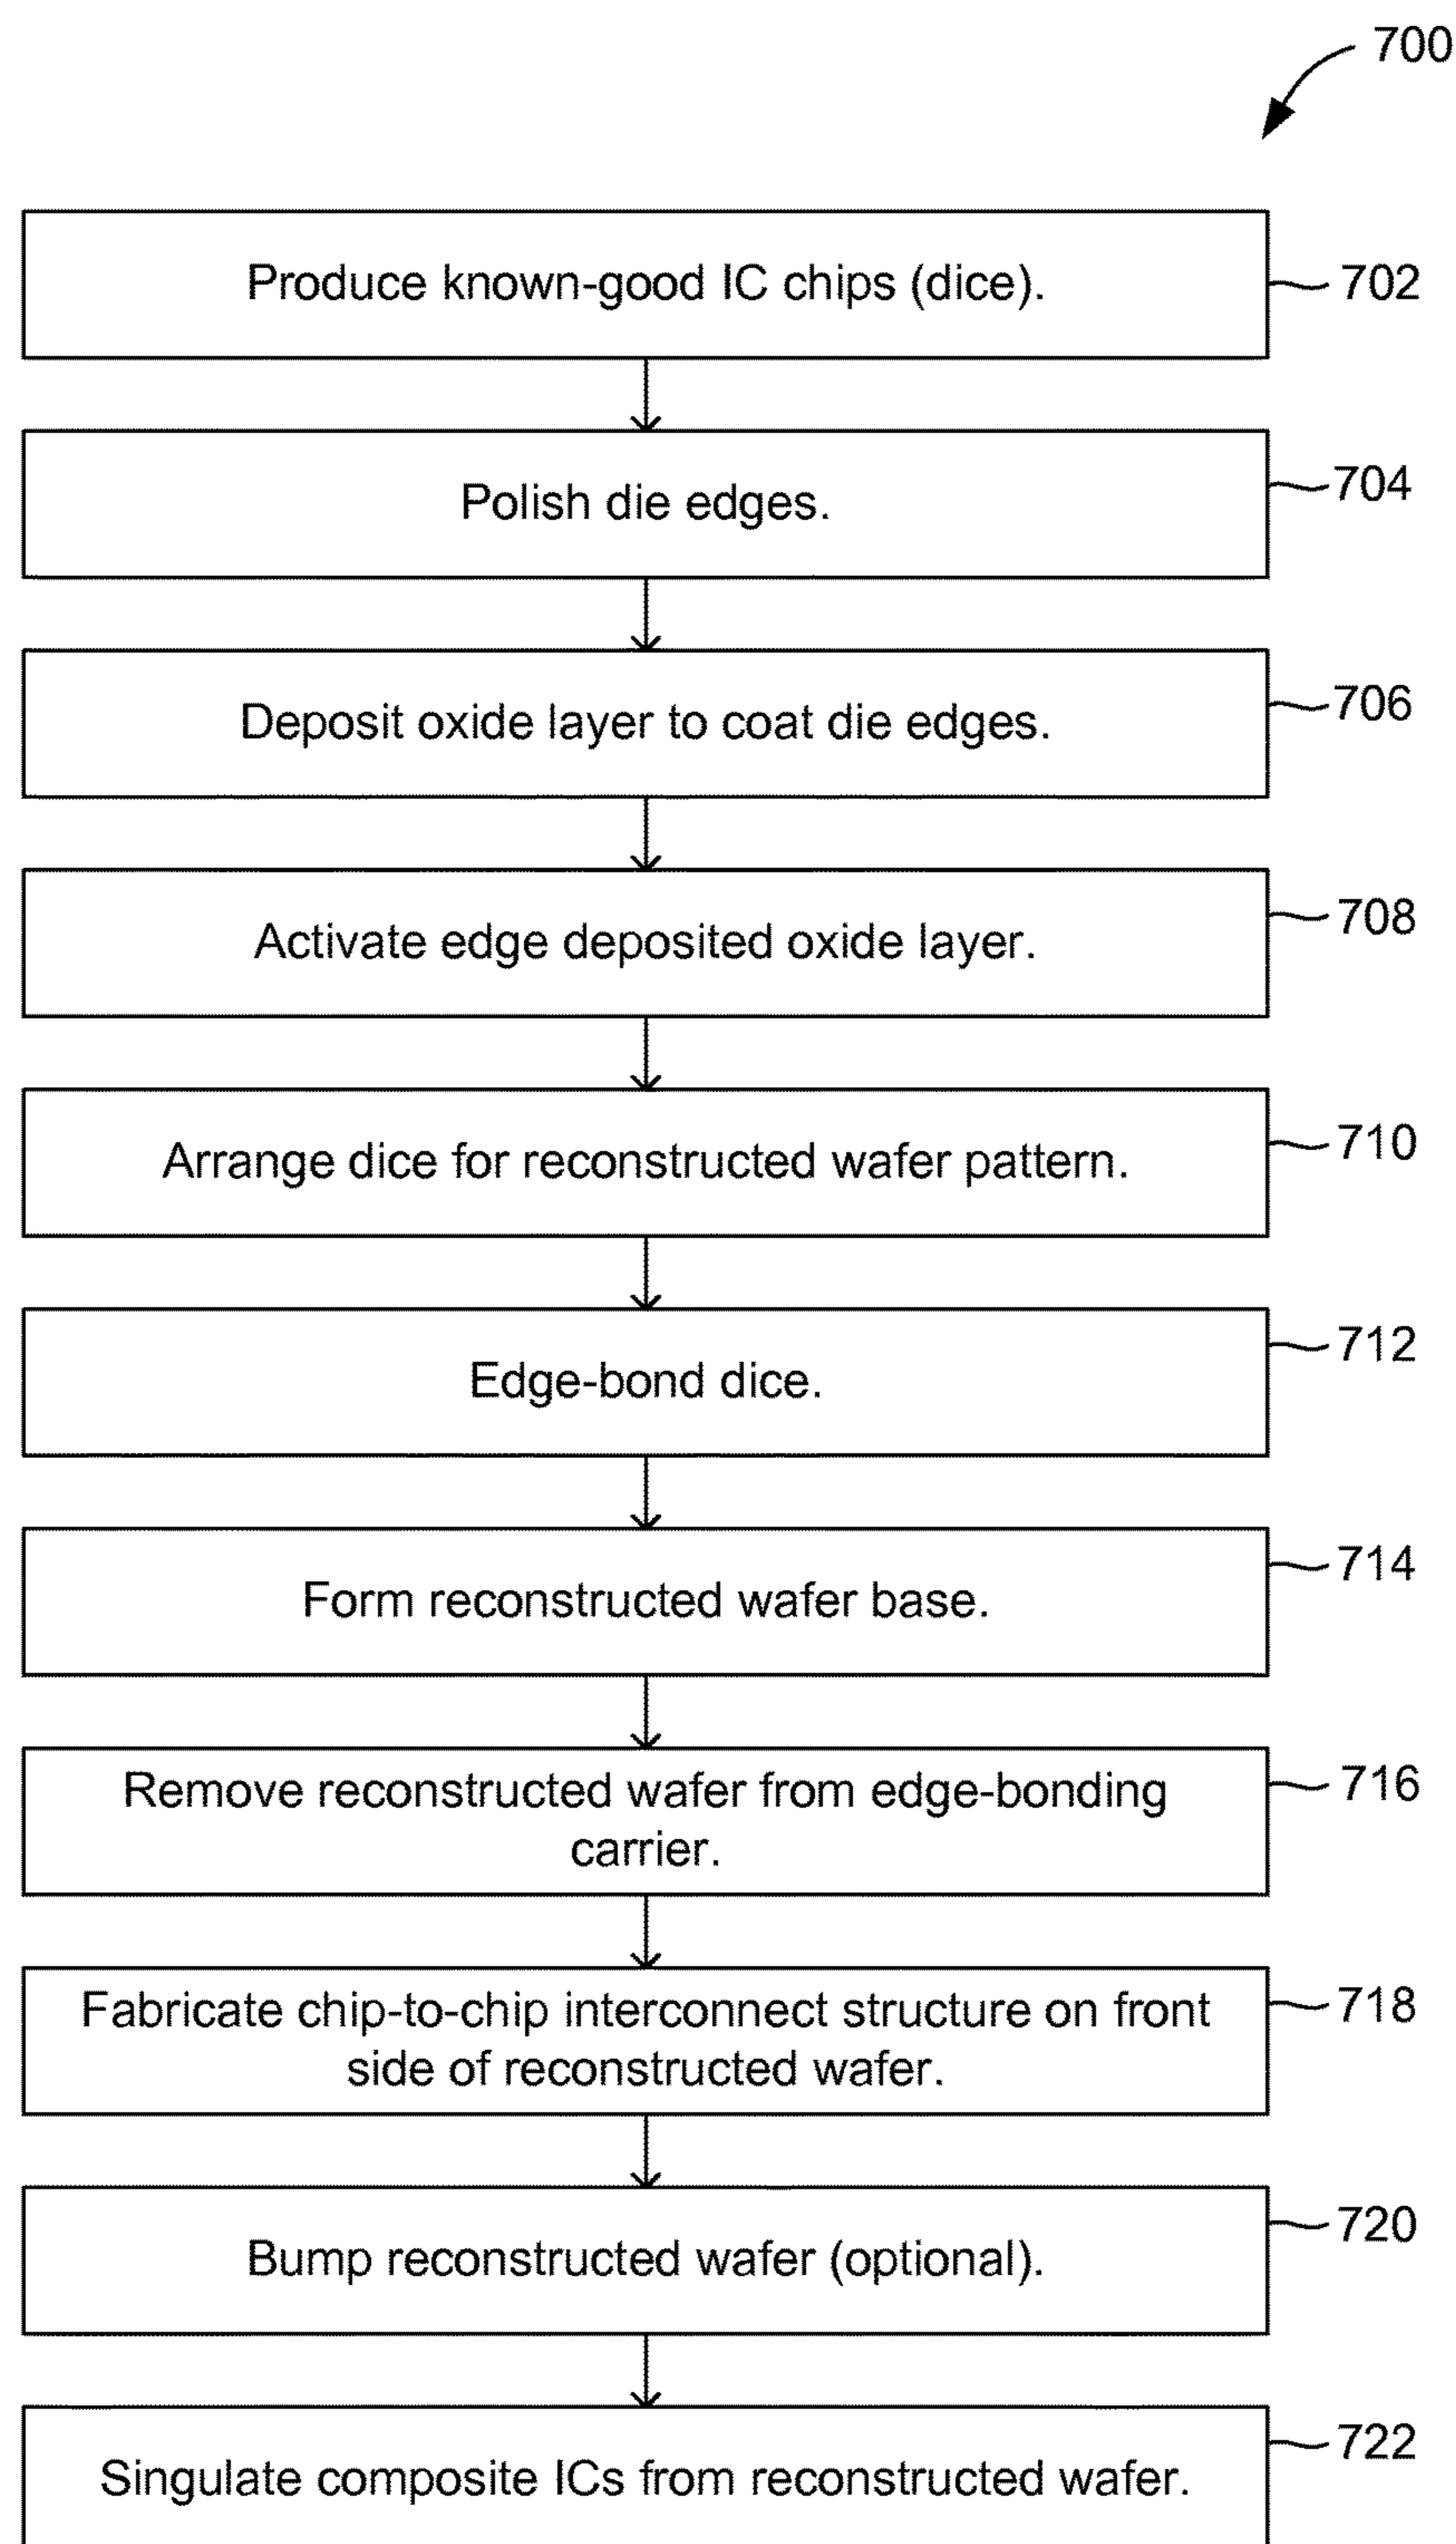 700
Produce known-good IC chips (dice).
702
Polish die edges.
704
Deposit oxide layer to coat die edges.
706
Activate edge deposited oxide layer.
708
Arrange dice for reconstructed wafer pattern.
710
Edge-bond dice.
712
Form reconstructed wafer base.
714
Remove reconstructed wafer from edge-bonding
carrier.
716
Fabricate chip-to-chip interconnect structure on front
side of reconstructed wafer.
718
Bump reconstructed wafer (optional).
720
Singulate composite ICs from reconstructed wafer.
722